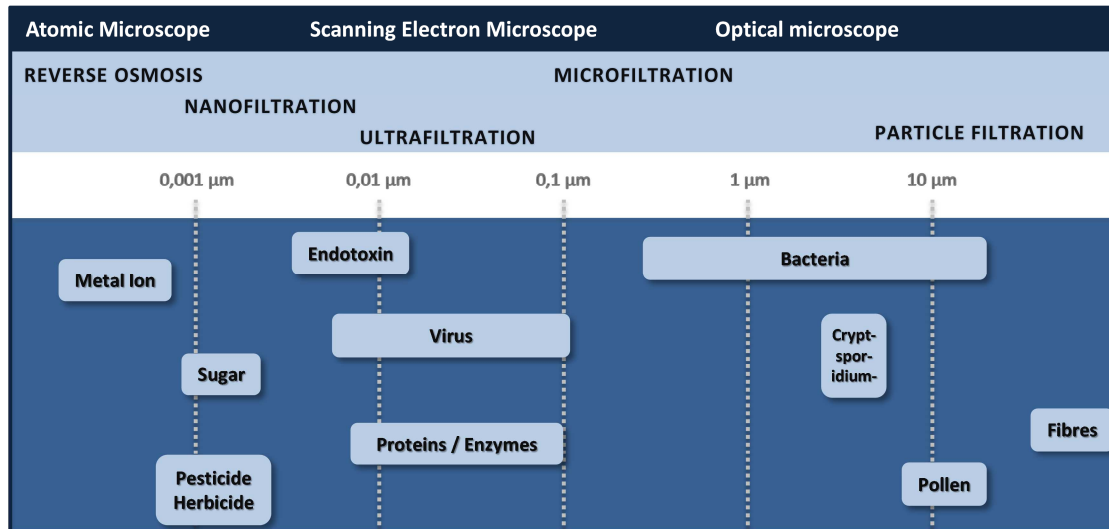 Atomic Microscope Scanning Electron Microscope Optical microscope
REVERSE OSMOSIS MICROFILTRATION
NANOFILTRATION
ULTRAFILTRATION PARTICLE FILTRATION
0,001 µm 0,01 µm 0,1 µm 1 µm 10 µm
Endotoxin Bacteria
Metal Ion
Virus
Crypt-
spor-
idium-
Sugar
Fibres
Proteins / Enzymes
Pesticide
Herbicide
Pollen